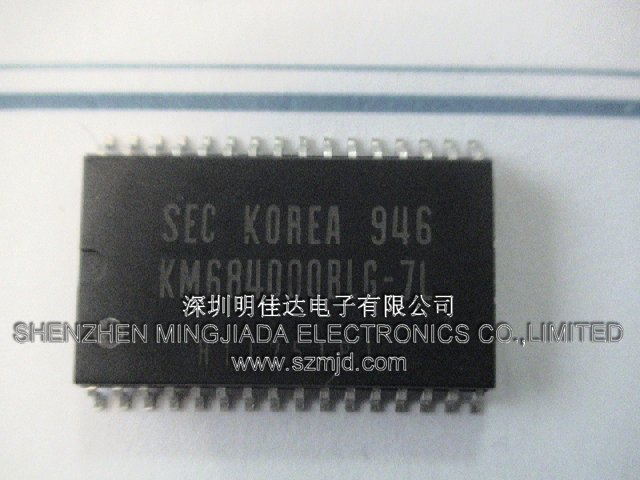 SEC KOREA 946
KM684000BLG-7L
深圳明佳达电子有限公司
SHENZHEN MINGJIADA ELECTRONICS CO.,LIMITED
www.szmjd.com